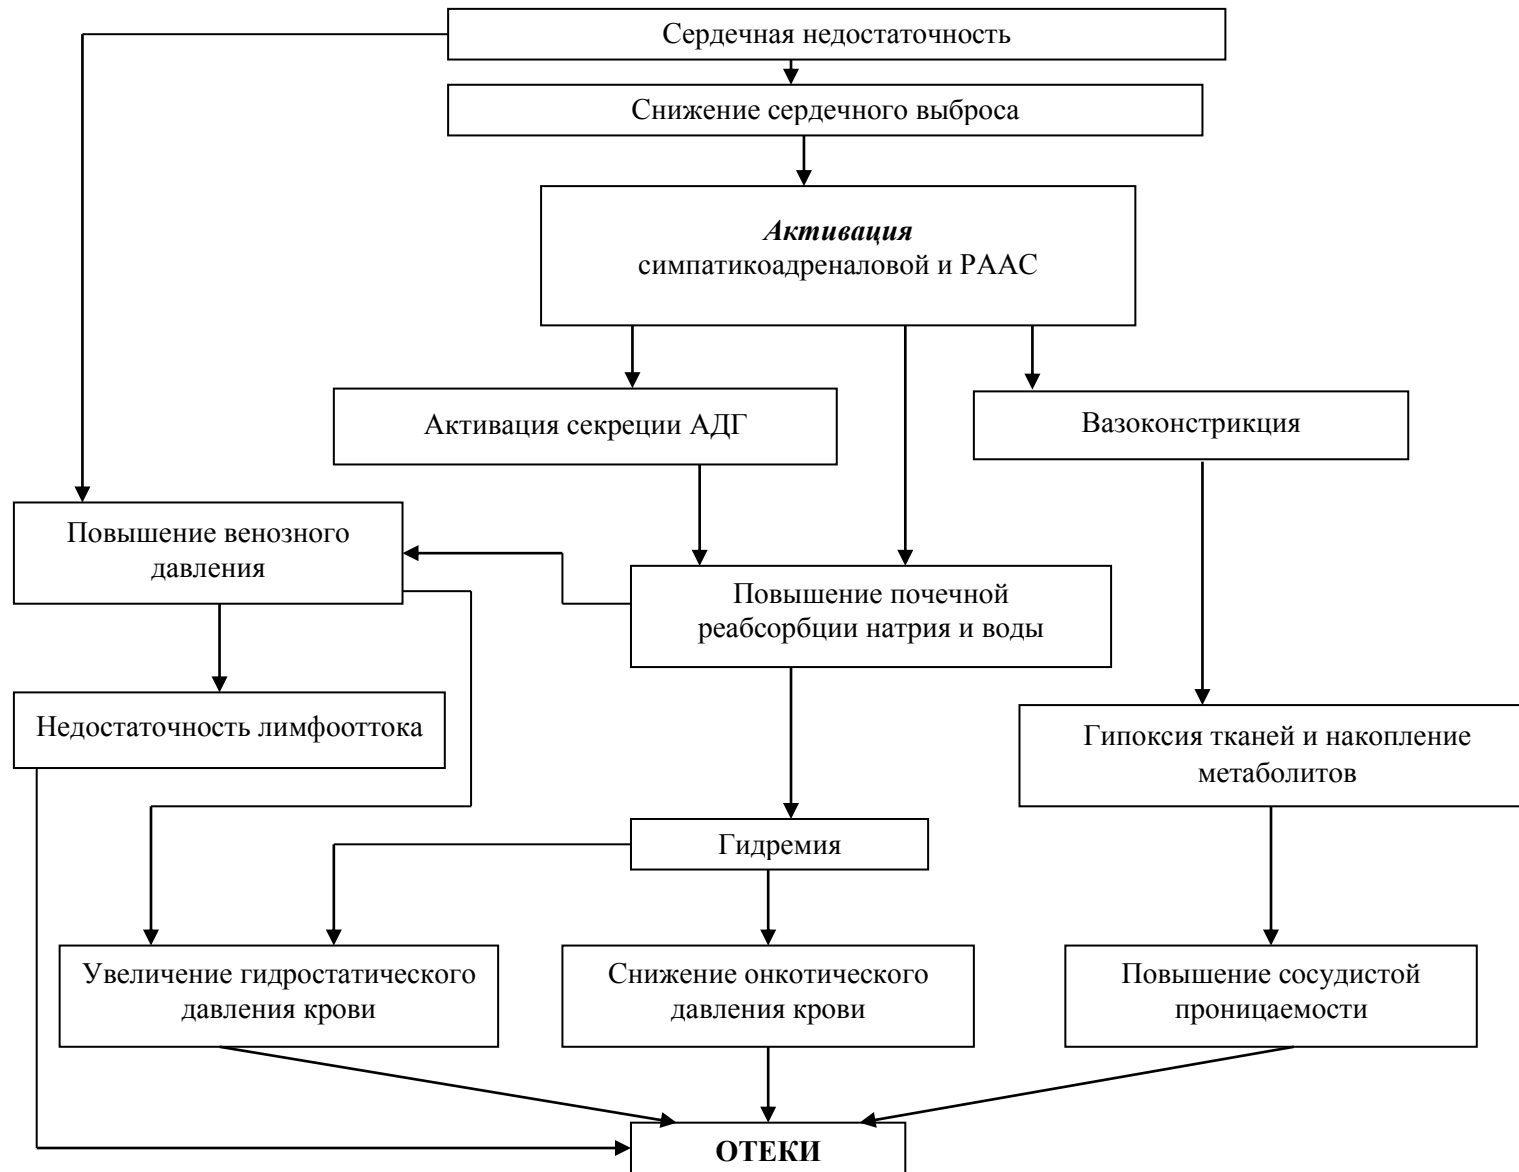 Сердечная недостаточность
Снижение сердечного выброса
Активация
симпатикоадреналовой и РААС
Активация секреции АДГ
Вазоконстрикция
Повышение венозного
давления
Повышение почечной
реабсорбции натрия и воды
Недостаточность лимфооттока
Гипоксия тканей и накопление
метаболитов
Гидремия
Увеличение гидростатического
давления крови
Снижение онкотического
давления крови
Повышение сосудистой
проницаемости
ОТЕКИ